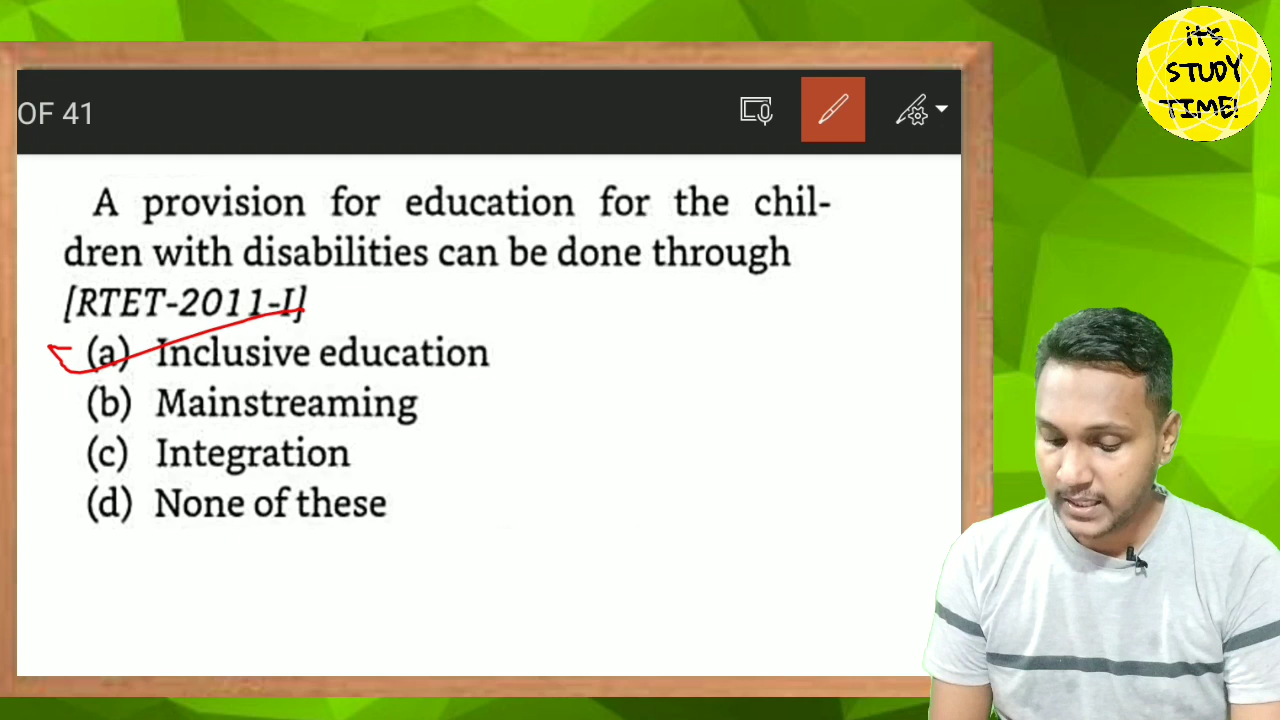 IT'S
STUDY
TIME!
OF 41
A provision for education for the chil-
dren with disabilities can be done through
[RTET-2011-I]
(a) Inclusive education
(b) Mainstreaming
(c) Integration
(d) None of these